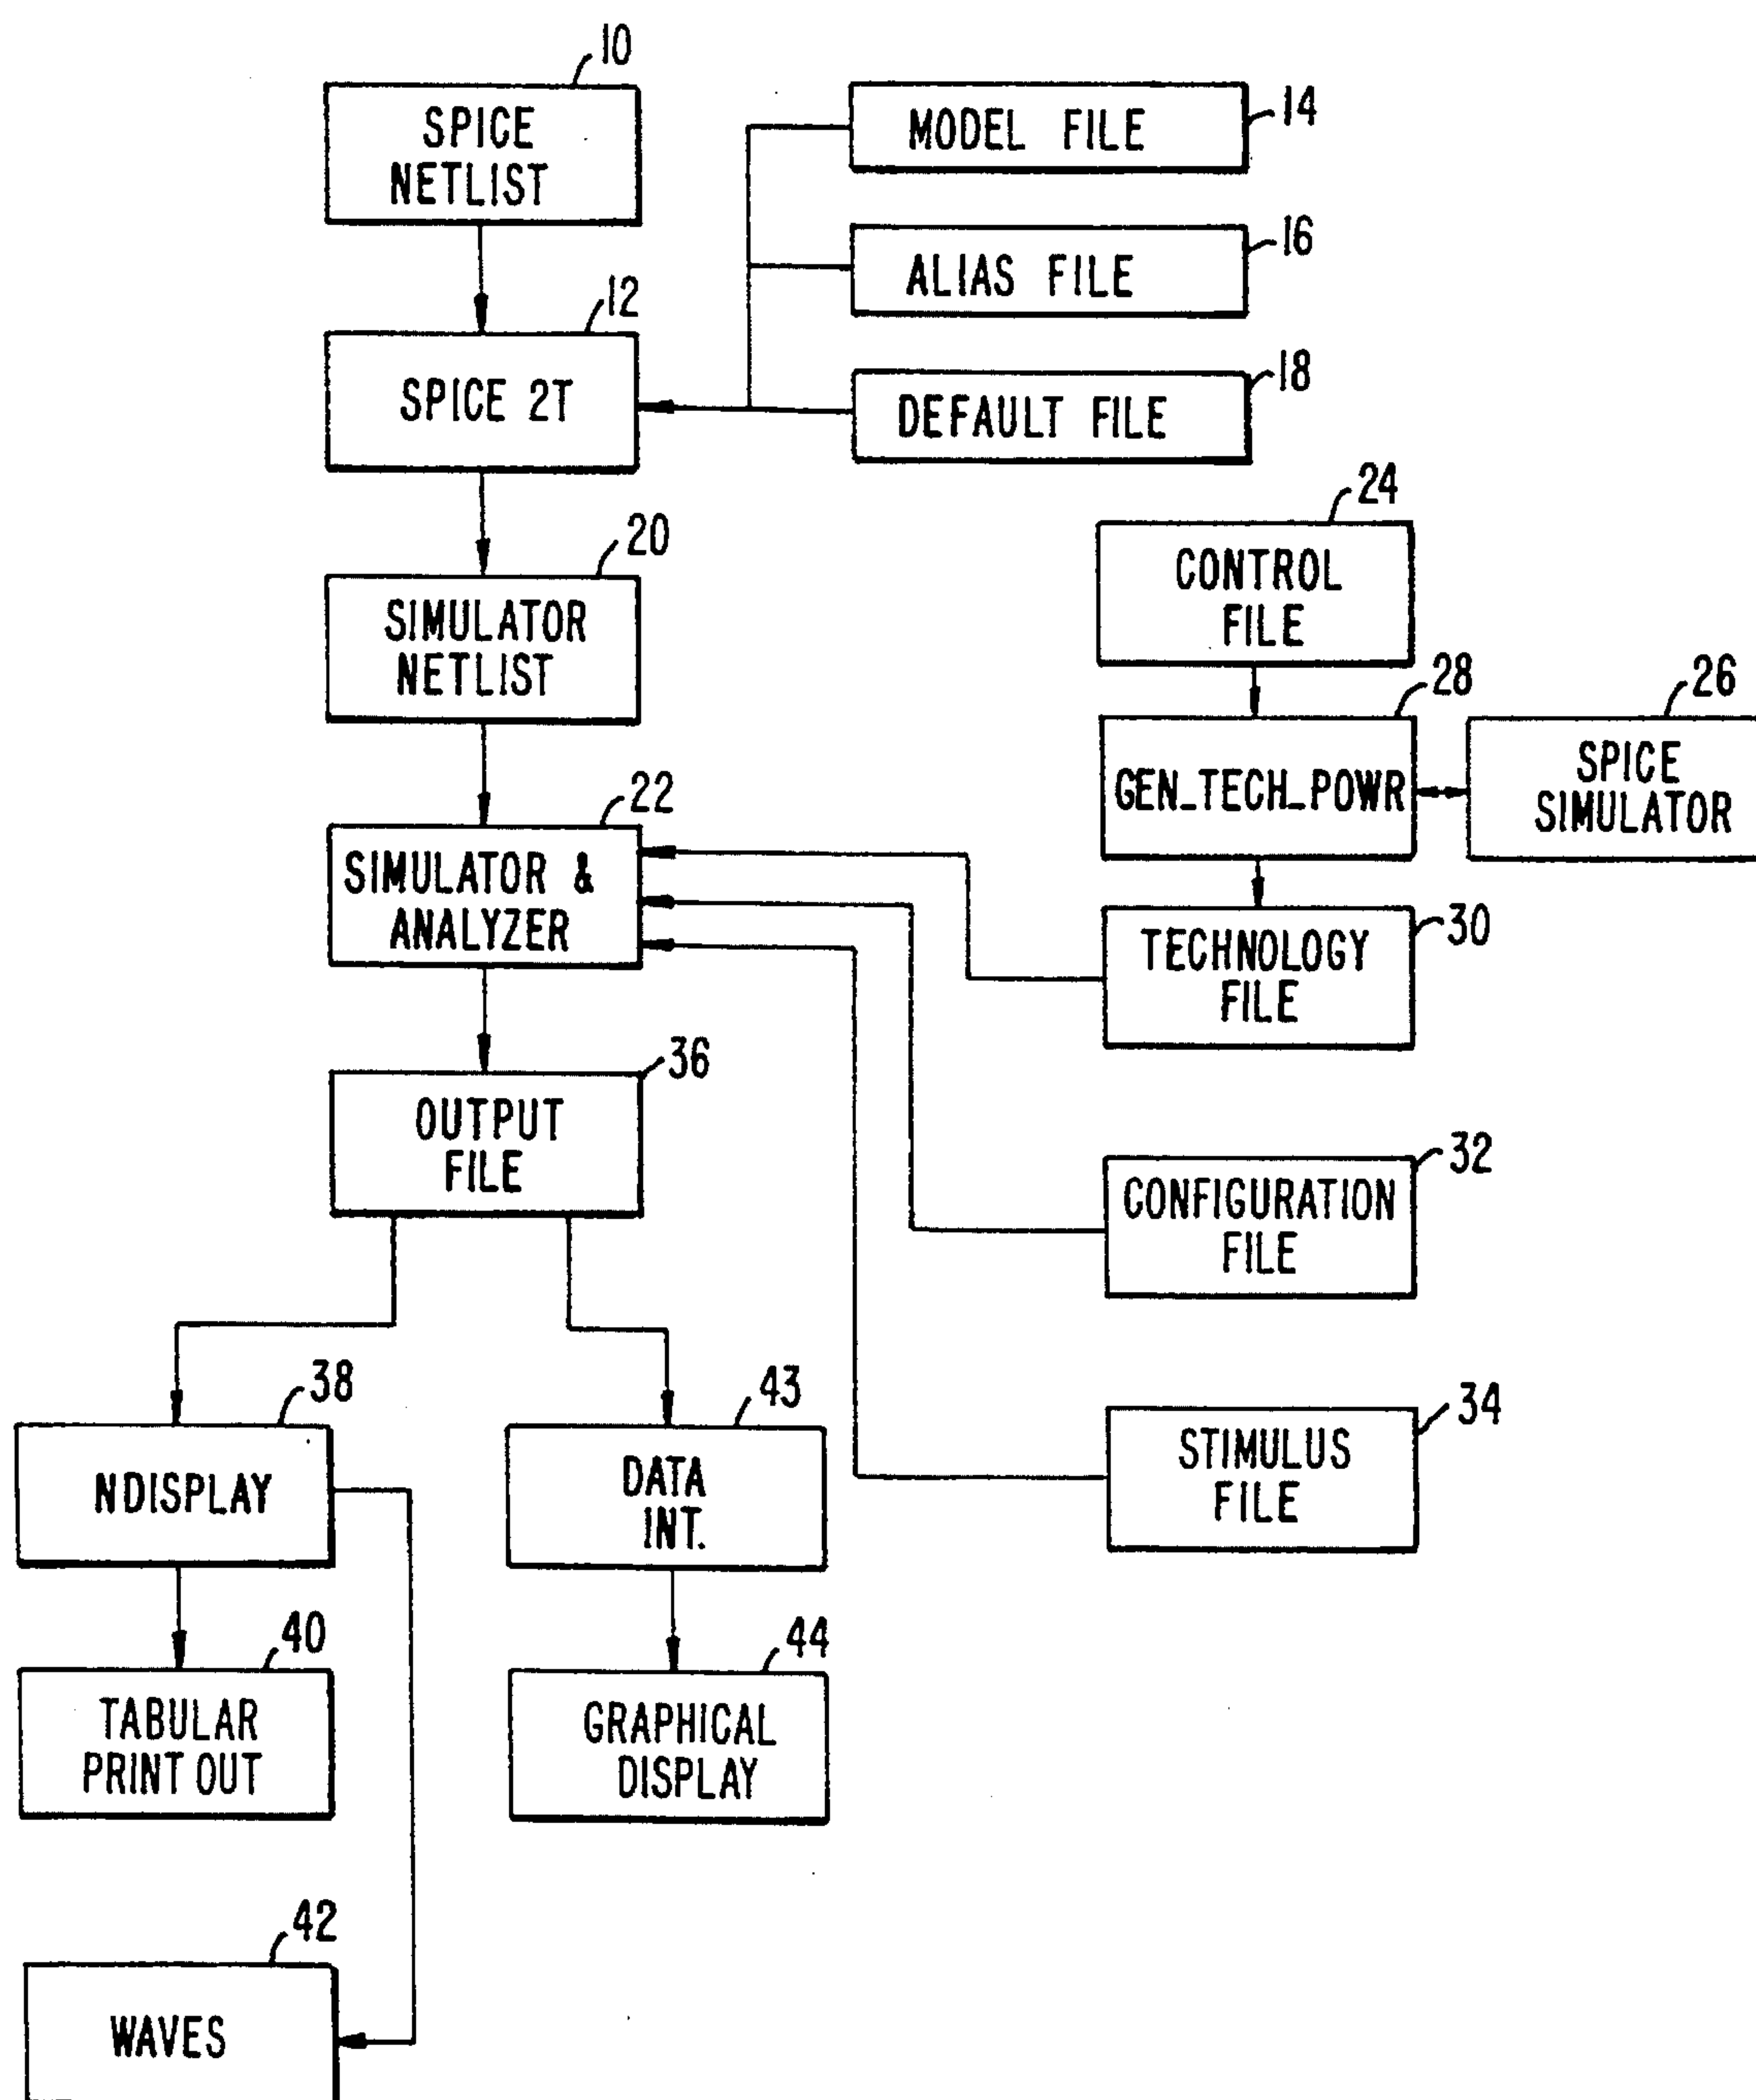 10
SPICE
NETLIST
14
MODEL FILE
16
ALIAS FILE
12
SPICE 2T
18
DEFAULT FILE
24
CONTROL
FILE
20
SIMULATOR
NETLIST
28
GEN_TECH_POWR
26
SPICE
SIMULATOR
22
SIMULATOR &
ANALYZER
30
TECHNOLOGY
FILE
36
OUTPUT
FILE
32
CONFIGURATION
FILE
38
NDISPLAY
43
DATA
INT.
34
STIMULUS
FILE
40
TABULAR
PRINT OUT
44
GRAPHICAL
DISPLAY
42
WAVES